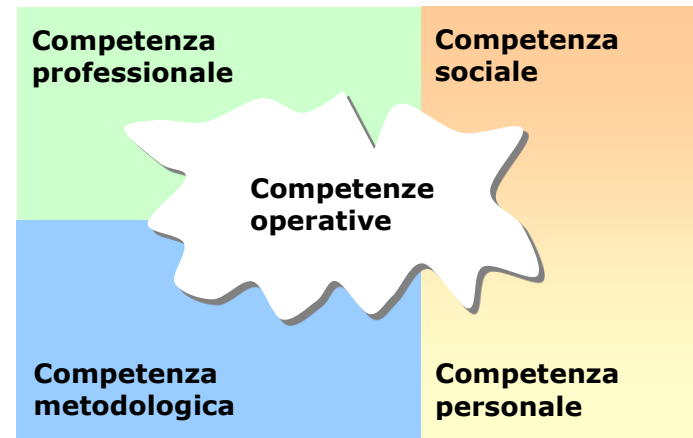 Competenza
professionale
Competenza
sociale
Competenze
operative
Competenza
metodologica
Competenza
personale